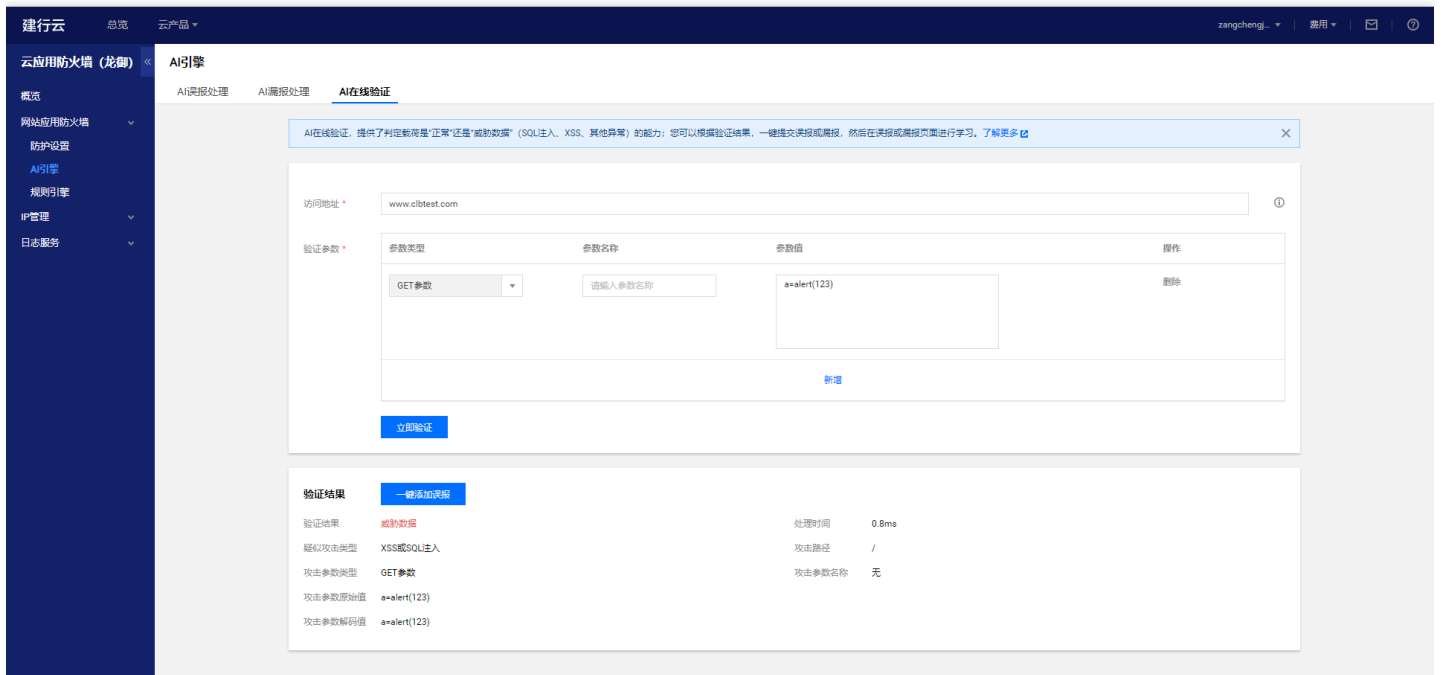 建行云 总览 云产品 zangchengj... 费用
云应用防火墙（龙御） « AI引擎
AI误报处理 AI漏报处理 AI在线验证
概览
网站应用防火墙
防护设置
AI引擎
规则引擎
IP管理
日志服务
AI在线验证，提供了判定载荷是“正常”还是“威胁数据”（SQL注入、XSS、其他异常）的能力；您可以根据验证结果，一键提交误报或漏报，然后在误报或漏报页面进行学习。了解更多
访问地址 * www.clbtest.com
验证参数 * 参数类型 参数名称 参数值 操作
GET参数 请输入参数名称 a=alert(123) 删除
新增
立即验证
验证结果 一键添加误报
验证结果 威胁数据 处理时间 0.8ms
疑似攻击类型 XSS或SQL注入 攻击路径 /
攻击参数类型 GET参数 攻击参数名称 无
攻击参数原始值 a=alert(123)
攻击参数解码值 a=alert(123)